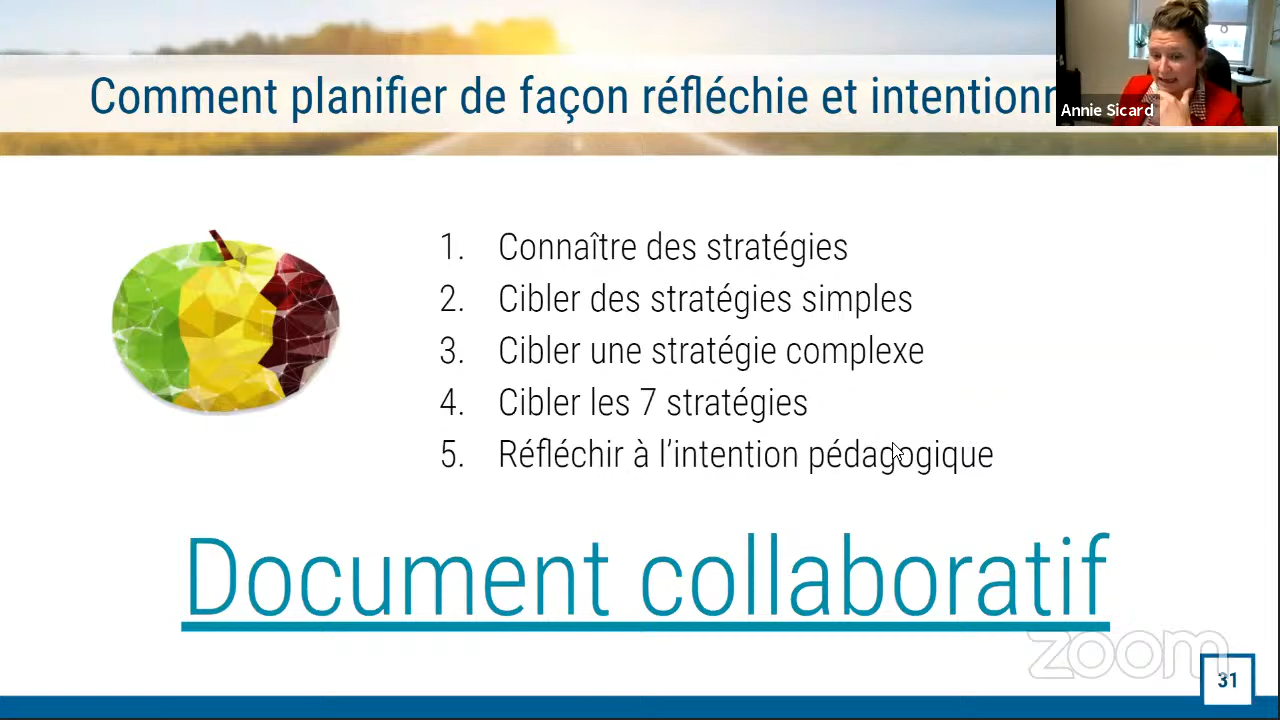 Comment planifier de façon réfléchie et intentionn
Annie Sicard
1. Connaître des stratégies
2. Cibler des stratégies simples
3. Cibler une stratégie complexe
4. Cibler les 7 stratégies
5. Réfléchir à l’intention pédagogique
Document collaboratif
zoom
31